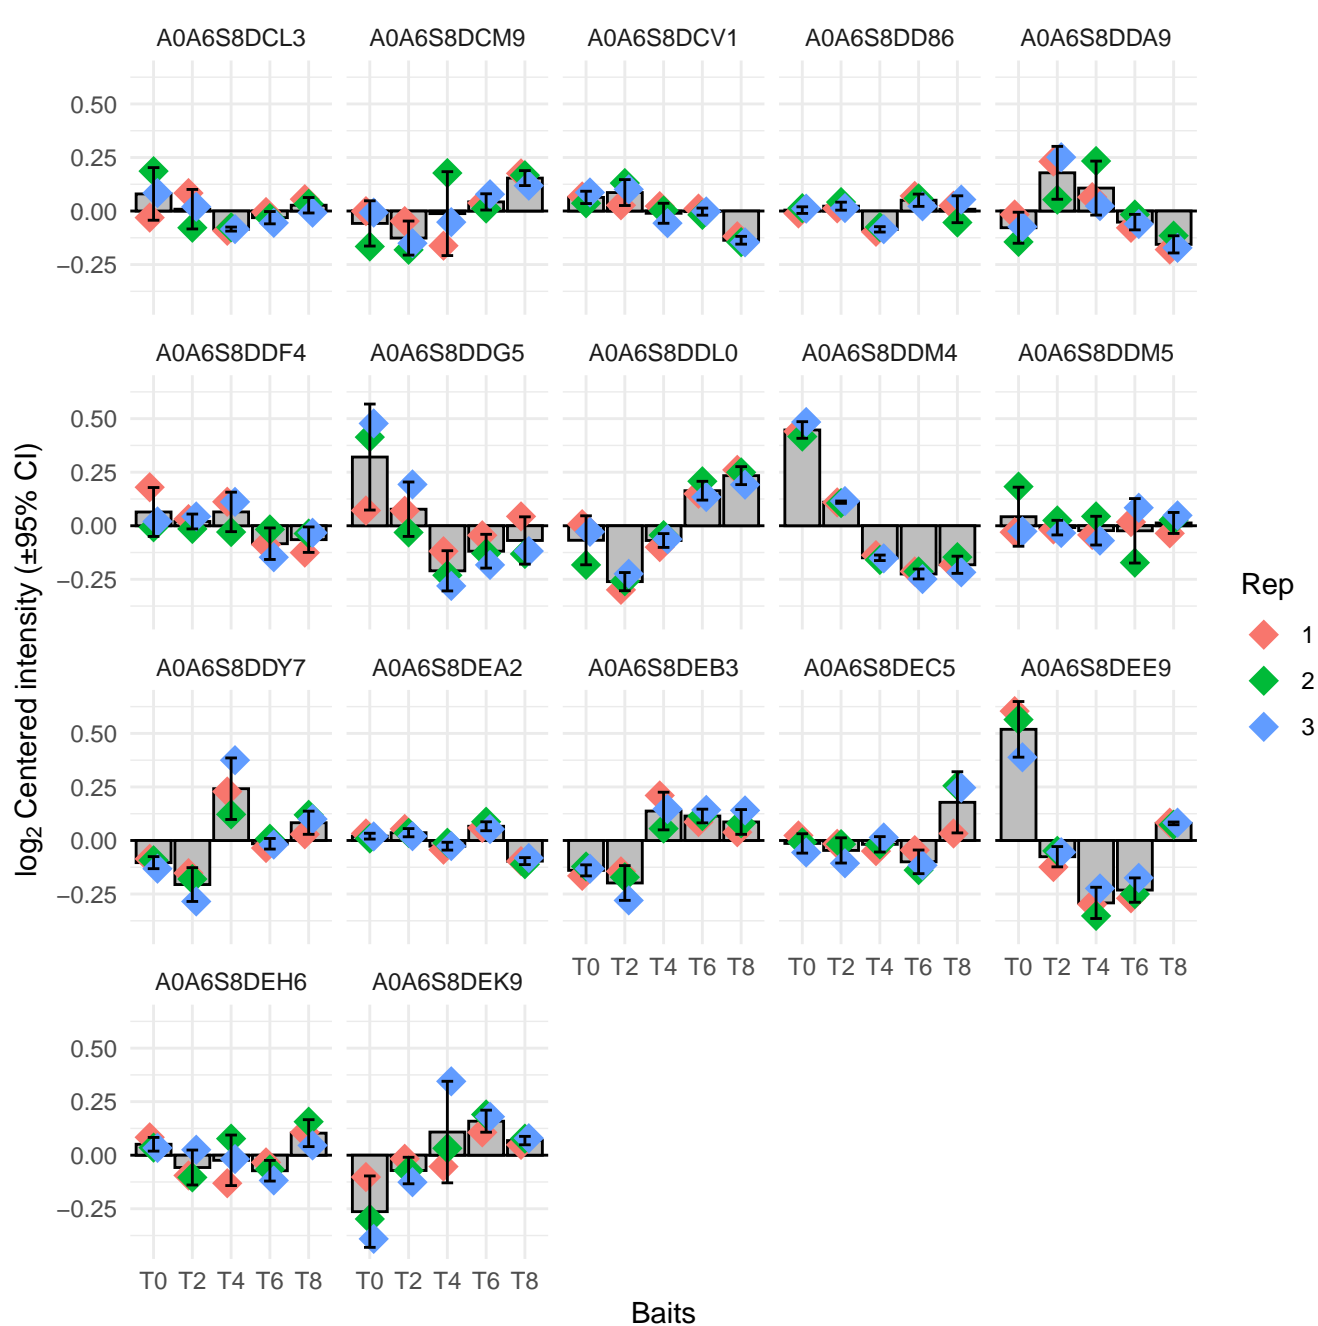 A0A6S8DCL3 A0A6S8DCM9 A0A6S8DCV1 A0A6S8DD86 A0A6S8DDA9
0.50
0.25
0.00
−0.25
A0A6S8DDF4 A0A6S8DDG5 A0A6S8DDL0 A0A6S8DDM4 A0A6S8DDM5
0.50
0.25
0.00
−0.25
A0A6S8DDY7 A0A6S8DEA2 A0A6S8DEB3 A0A6S8DEC5 A0A6S8DEE9
0.50
0.25
0.00
−0.25
T0 T2 T4 T6 T8 T0 T2 T4 T6 T8 T0 T2 T4 T6 T8
A0A6S8DEH6 A0A6S8DEK9
0.50
0.25
0.00
−0.25
T0 T2 T4 T6 T8 T0 T2 T4 T6 T8
Baits
log2 Centered intensity (±95% CI)
Rep
1
2
3